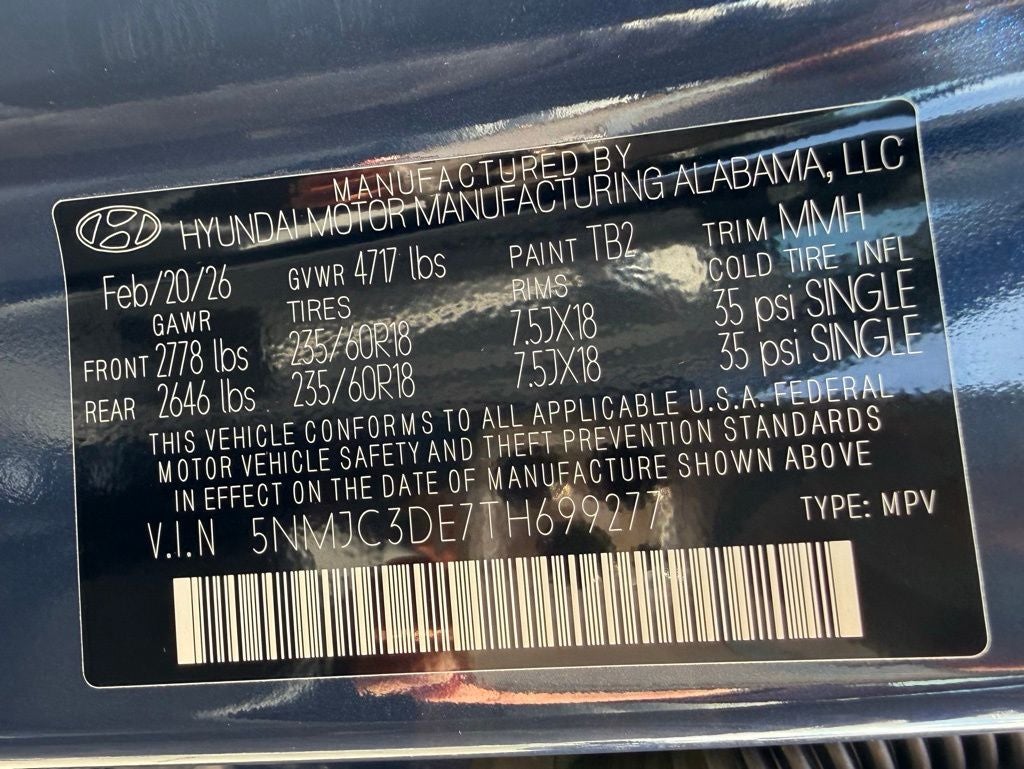 MANUFACTURED BY
HYUNDAI MOTOR MANUFACTURING ALABAMA, LLC
Feb/20/26 GVWR 4717 lbs PAINT TB2 TRIM MMH
GAWR TIRES RIMS COLD TIRE INFL
FRONT 2778 lbs 235/60R18 7.5JX18 35 psi SINGLE
REAR 2646 lbs 235/60R18 7.5JX18 35 psi SINGLE
THIS VEHICLE CONFORMS TO ALL APPLICABLE U.S.A. FEDERAL
MOTOR VEHICLE SAFETY AND THEFT PREVENTION STANDARDS
IN EFFECT ON THE DATE OF MANUFACTURE SHOWN ABOVE
V.I.N 5NMJC3DE7TH699277 TYPE: MPV